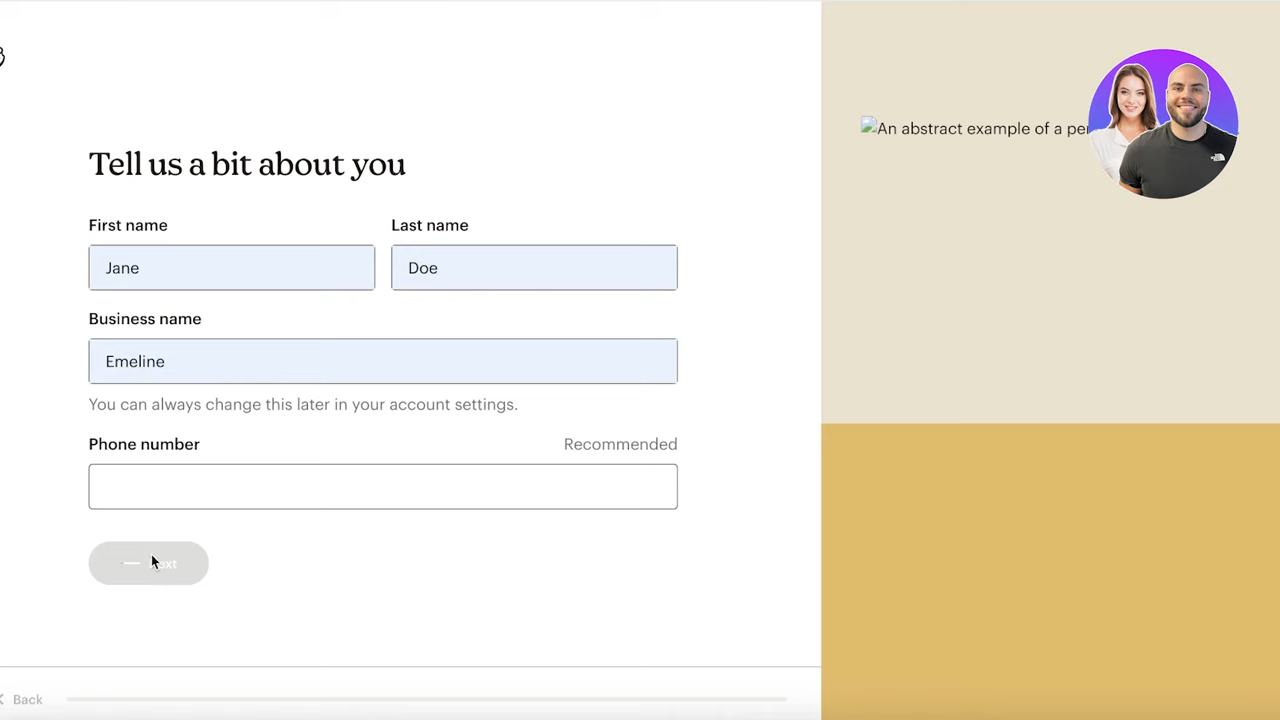 Tell us a bit about you
First name
Last name
Jane
Doe
Business name
Emeline
You can always change this later in your account settings.
Phone number
Recommended
Back
An abstract example of a